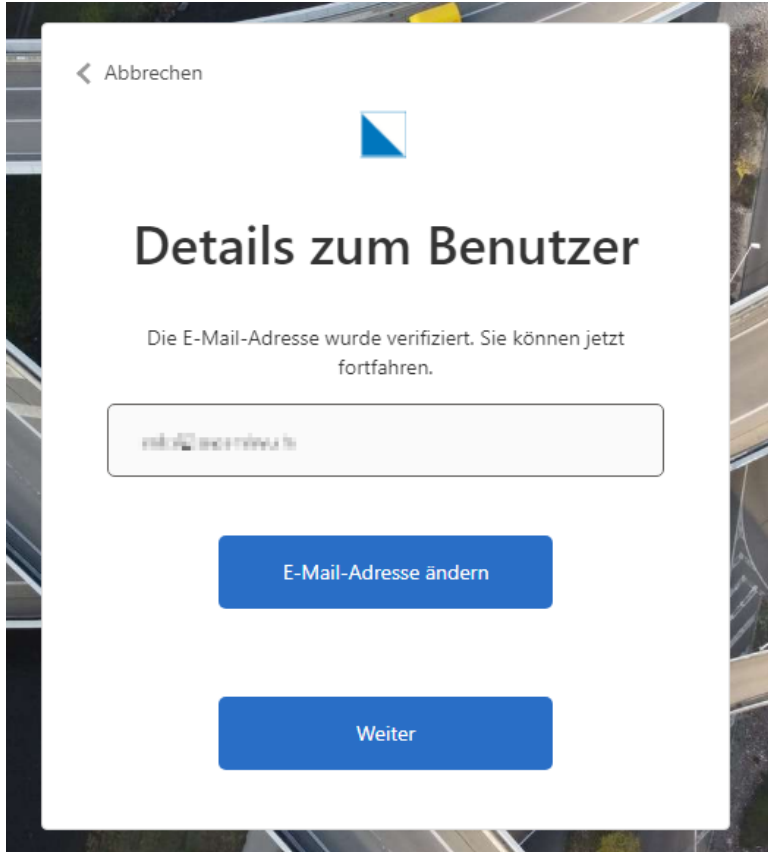 Abbrechen
Details zum Benutzer
Die E-Mail-Adresse wurde verifiziert. Sie können jetzt
fortfahren.
E-Mail-Adresse ändern
Weiter